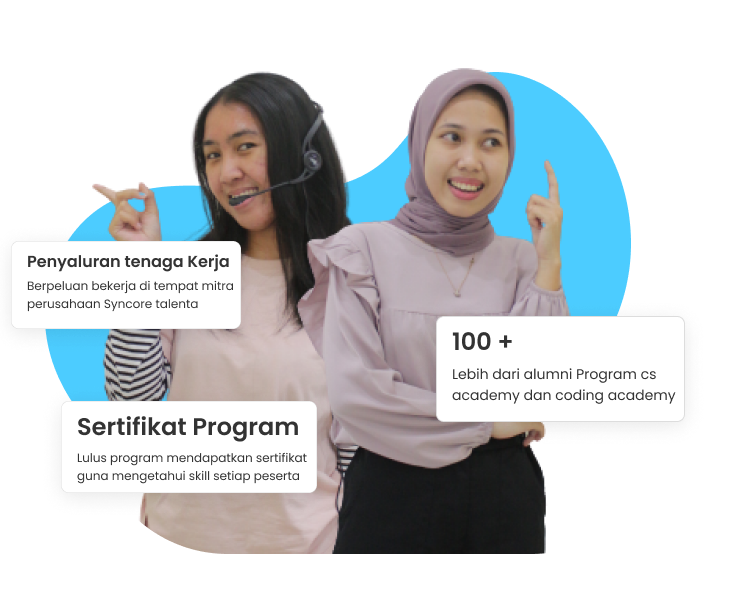 Penyaluran tenaga Kerja
Berpeluan bekerja di tempat mitra
perusahaan Syncore talenta
100 +
Lebih dari alumni Program cs
academy dan coding academy
Sertifikat Program
Lulus program mendapatkan sertifikat
guna mengetahui skill setiap peserta